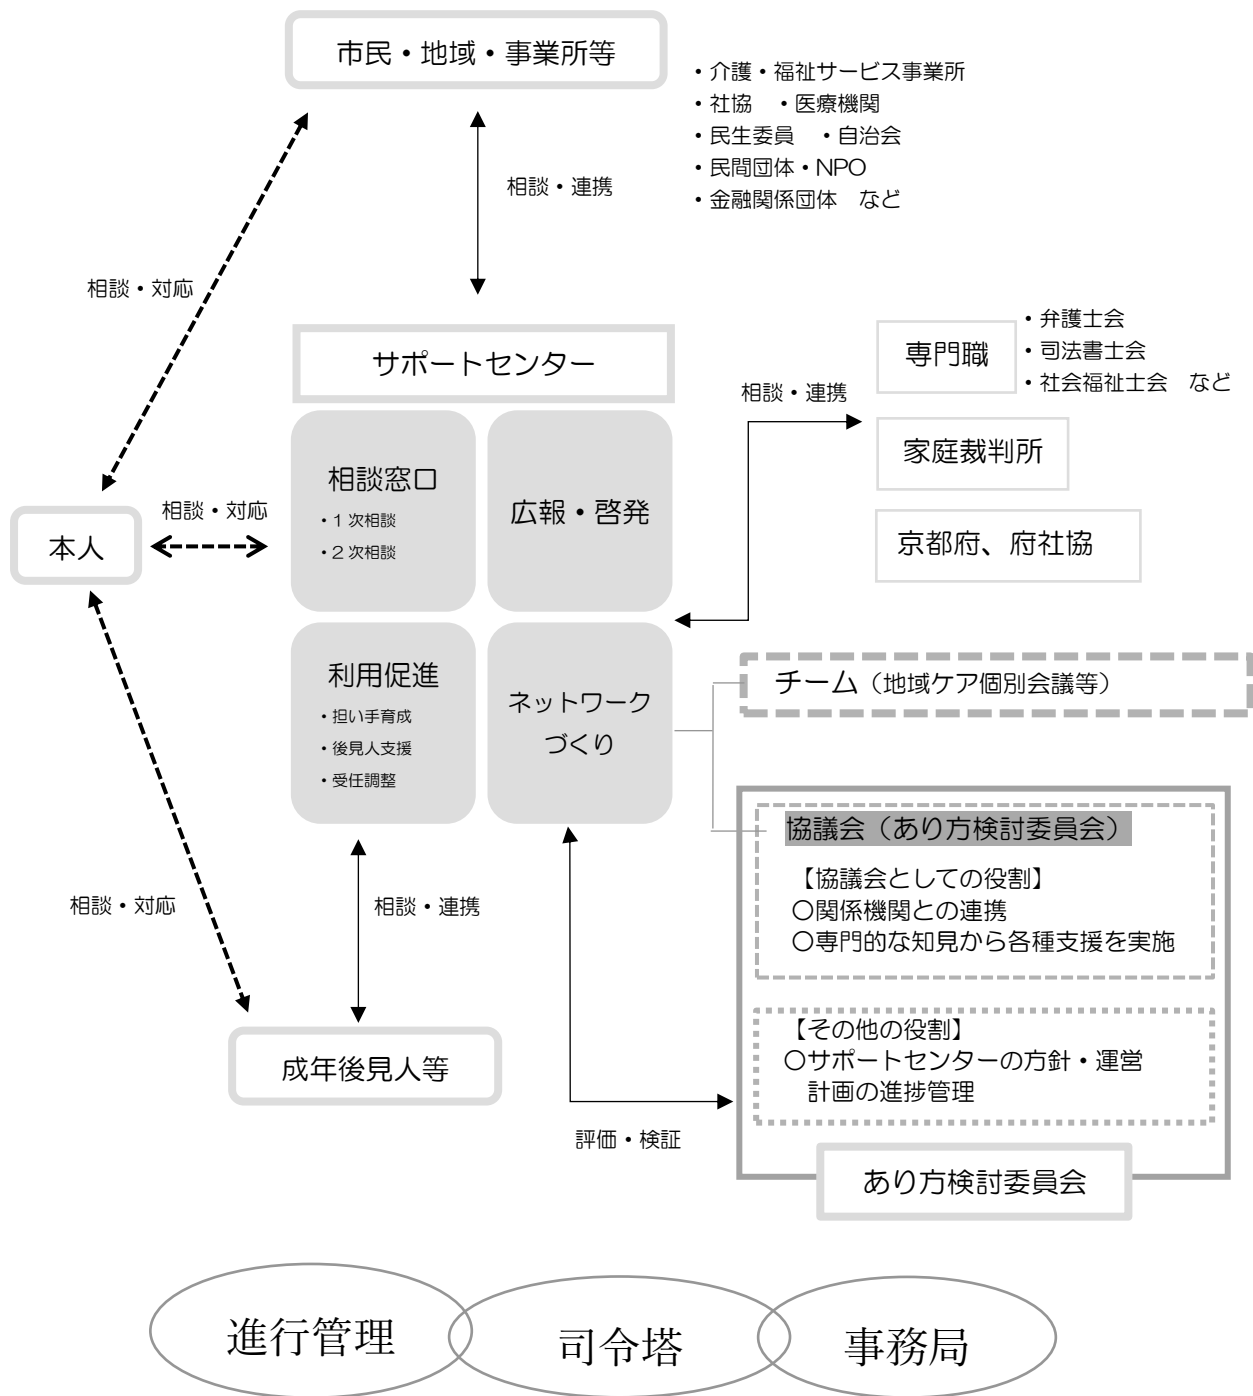 市民・地域・事業所等
・介護・福祉サービス事業所
・社協　・医療機関
・民生委員　・自治会
・民間団体・NPO
・金融関係団体　など
相談・連携
相談・対応
サポートセンター
専門職
・弁護士会
・司法書士会
・社会福祉士会　など
相談・連携
家庭裁判所
京都府、府社協
相談窓口
・１次相談
・２次相談
広報・啓発
相談・対応
本人
利用促進
・担い手育成
・後見人支援
・受任調整
ネットワーク
づくり
チーム（地域ケア個別会議等）
協議会（あり方検討委員会）
【協議会としての役割】
〇関係機関との連携
〇専門的な知見から各種支援を実施
相談・対応
相談・連携
【その他の役割】
〇サポートセンターの方針・運営
計画の進捗管理
成年後見人等
評価・検証
あり方検討委員会
進行管理
司令塔
事務局